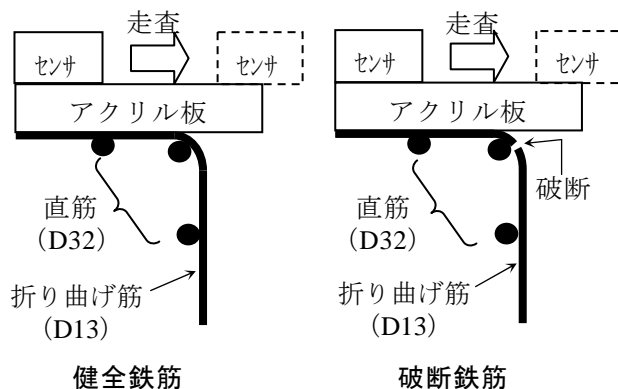 走査
センサ
センサ
アクリル板
直筋
(D32)
折り曲げ筋
(D13)
健全鉄筋
走査
センサ
センサ
アクリル板
破断
直筋
(D32)
折り曲げ筋
(D13)
破断鉄筋